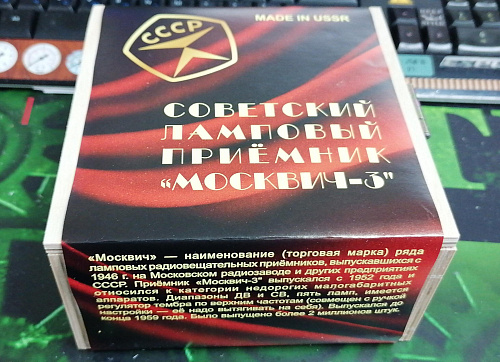 СССР
MADE IN USSR
СОВЕТСКИЙ
ЛАМПОВЫЙ
ПРИЁМНИК
“МОСКВИЧ-3”
«Москвич» — наименование (торговая марка) ряда
ламповых радиовещательных приёмников, выпускавшихся с
1946 г. на Московском радиозаводе и других предприятиях
СССР. Приёмник «Москвич-3" выпускался с 1952 года и
относился к категории недорогих малогабаритных
аппаратов. Диапазоны ДВ и СВ, пять ламп, имеется
регулятор тембра по верхним частотам (совмещен с ручкой
настройки — её надо вытягивать на себя). Выпускался до
конца 1959 года. Было выпущено более 2 миллионов штук.